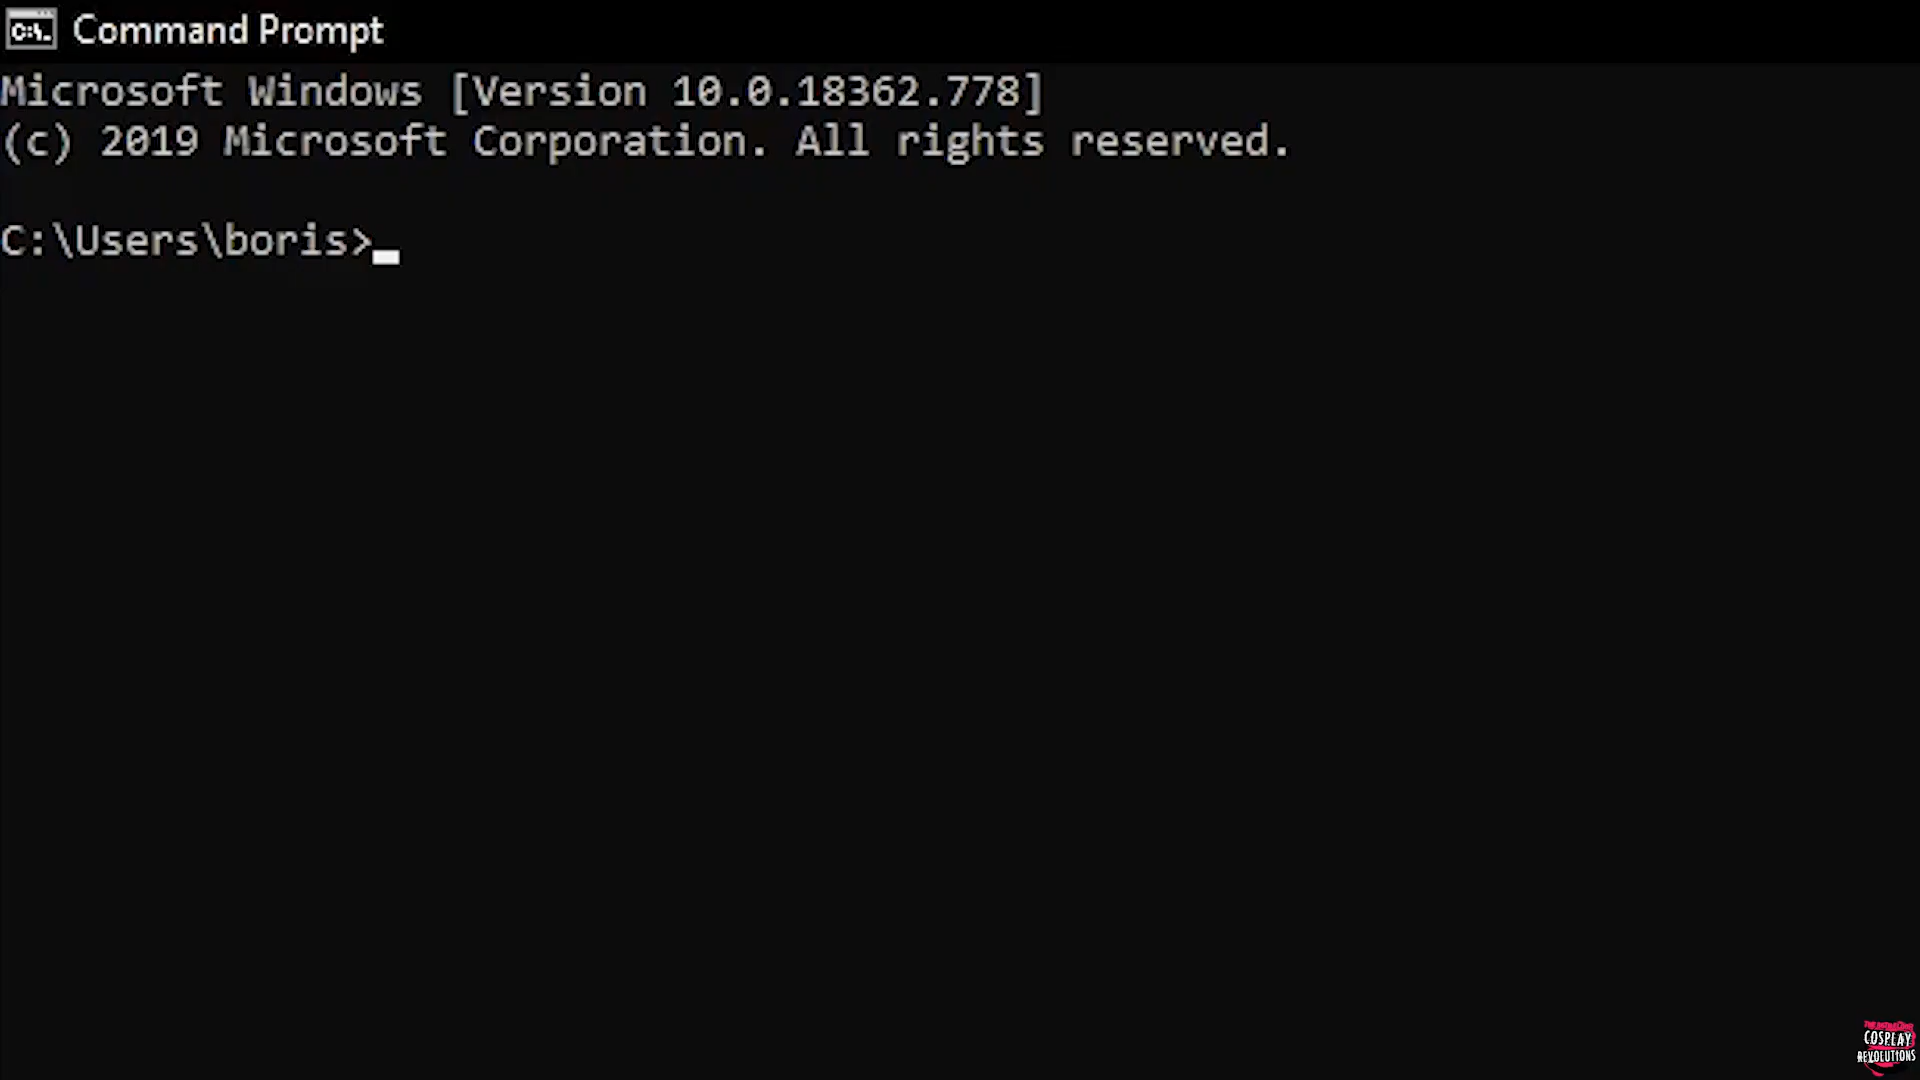 C:\.
Command Prompt
Microsoft Windows [Version 10.0.18362.778]
(c) 2019 Microsoft Corporation. All rights reserved.
C:\Users\boris>
COSPLAY
REVOLUTIONS